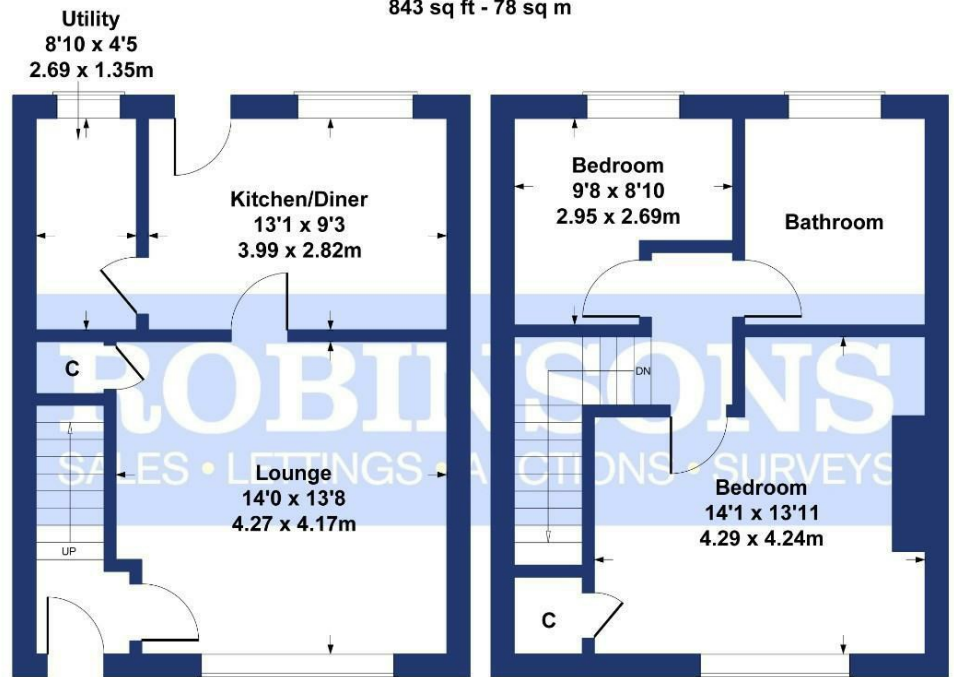 843 sq ft - 78 sq m
Utility
8'10 x 4'5
2.69 x 1.35m
Kitchen/Diner
13'1 x 9'3
3.99 x 2.82m
Bedroom
9'8 x 8'10
2.95 x 2.69m
Bathroom
C
DN
ROBINSONS
SALES • LETTINGS • AUCTIONS • SURVEYS
Lounge
14'0 x 13'8
4.27 x 4.17m
UP
Bedroom
14'1 x 13'11
4.29 x 4.24m
C